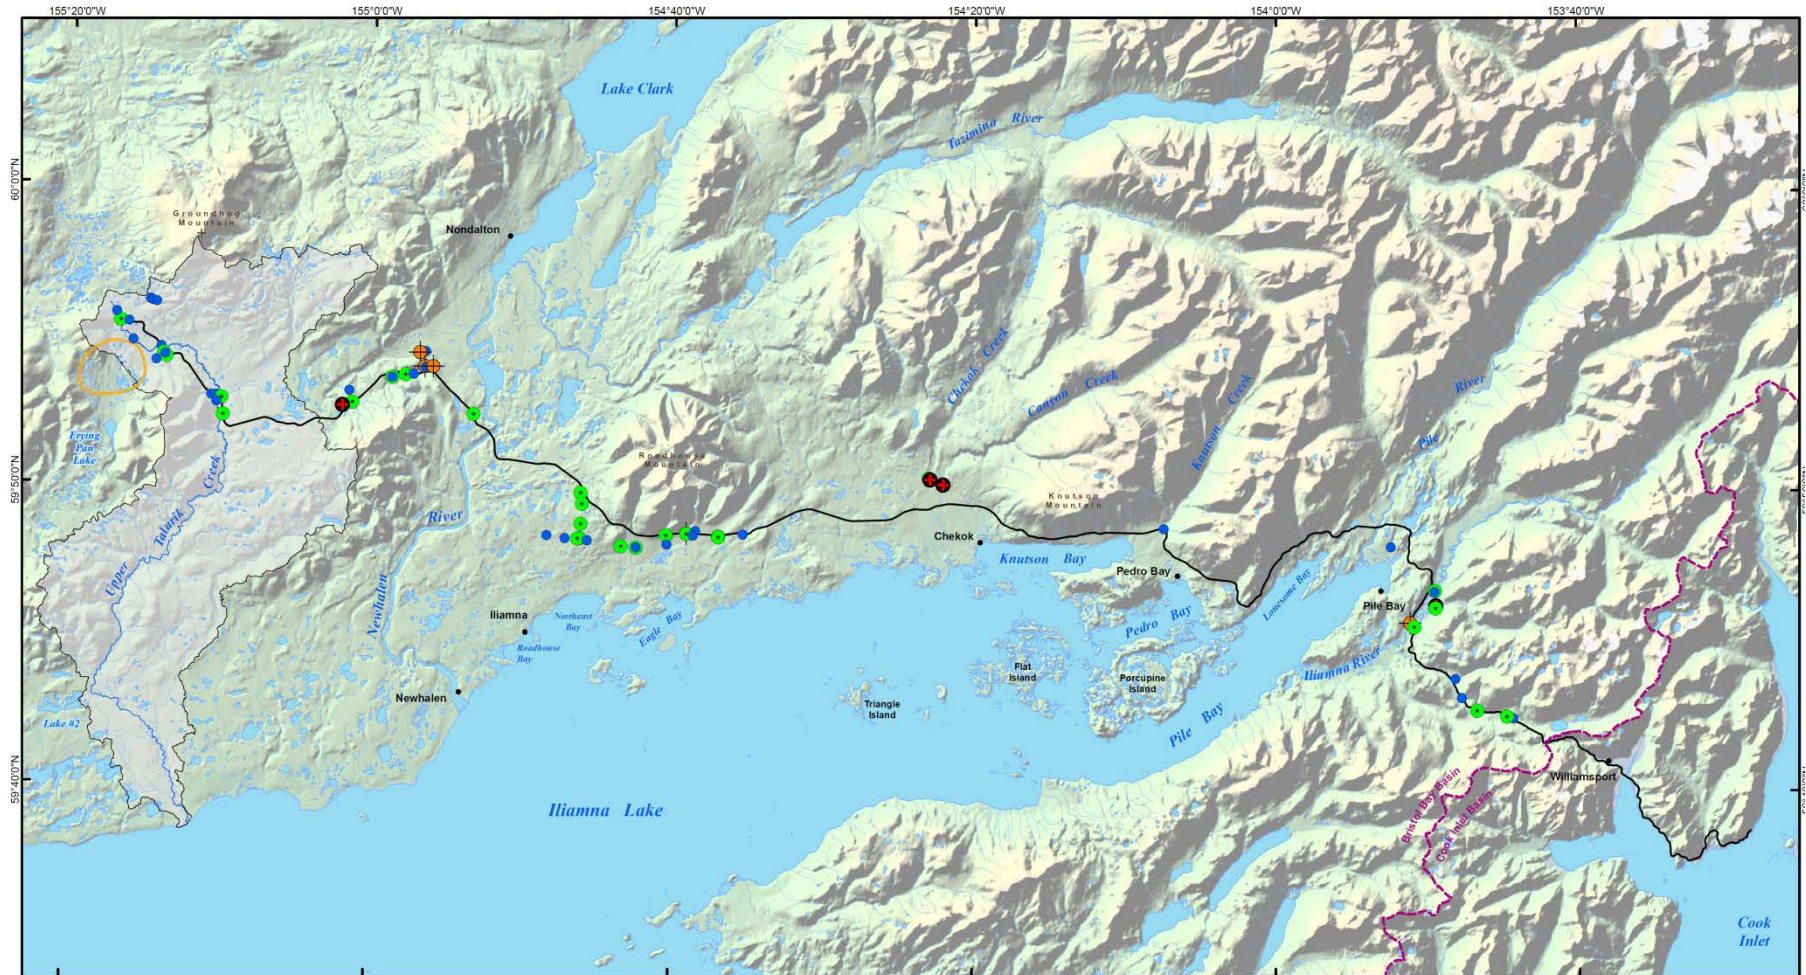 155°20'0"W
155°0'0"W
154°40'0"W
154°20'0"W
154°0'0"W
153°40'0"W
Lake Clark
Tazimina River
60°0'0"N
Groundhog
Mountain
Nondalton
Chekok Creek
Canyon Creek
Knutson Creek
River
Pile
Frying
Pan
Lake
59°50'0"N
Roadhouse
Mountain
Knutson
Mountain
Upper Talarik Creek
River
Newhalen
Chekok
Knutson Bay
Pedro Bay
Lonesome Bay
Pile Bay
Iliamna
Northeast
Bay
Eagle Bay
Pedro Bay
Roadhouse
Bay
Flat
Island
Porcupine
Island
Iliamna River
Newhalen
Triangle
Island
Lake #2
Pile Bay
59°40'0"N
Williamsport
Bristol Bay Basin
Cook Inlet Basin
Iliamna Lake
Cook
Inlet